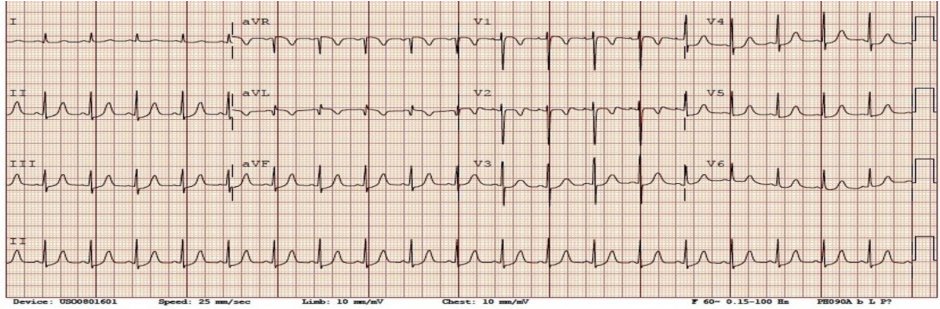 I aVR V1 V4
II aVL V2 V5
III aVF V3 V6
II
Device: US00801601 Speed: 25 mm/sec Limb: 10 mm/mV Chest: 10 mm/mV F 60~ 0.15-100 Hz PH090A b L P?